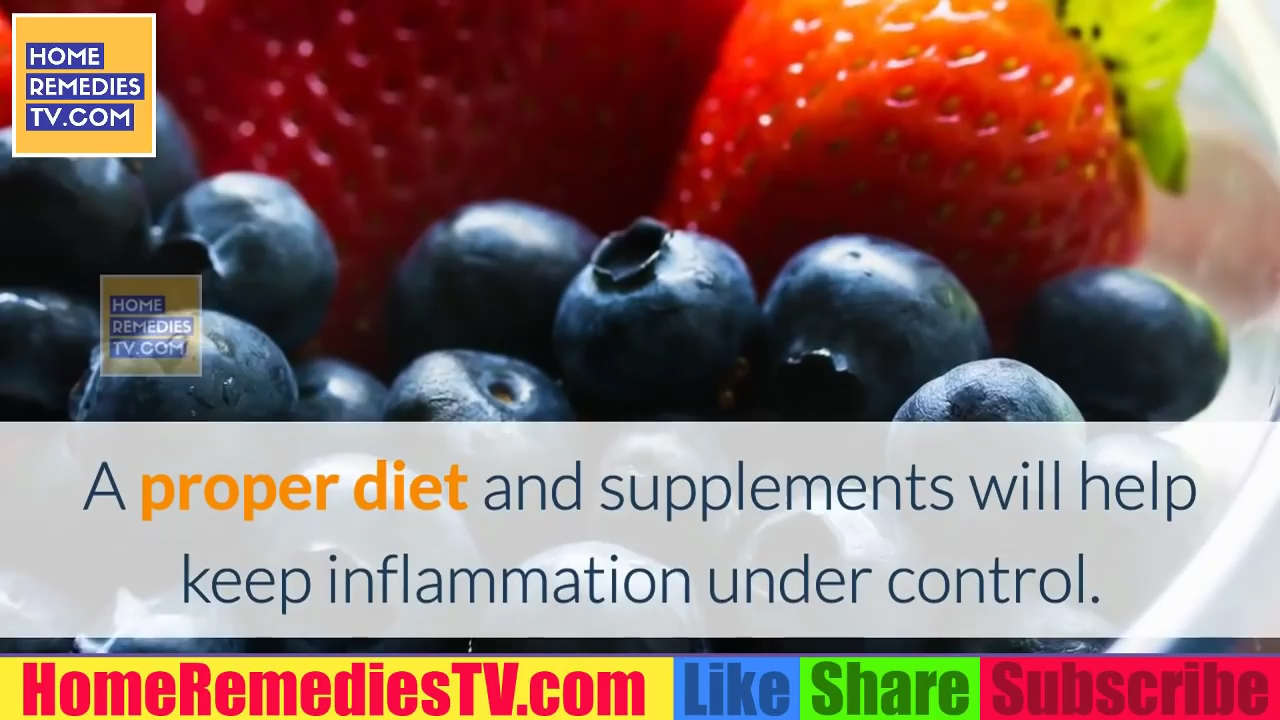 HOME
REMEDIES
TV.COM
HOME
REMEDIES
TV.COM
A proper diet and supplements will help
keep inflammation under control.
HomeRemediesTV.com Like Share Subscribe